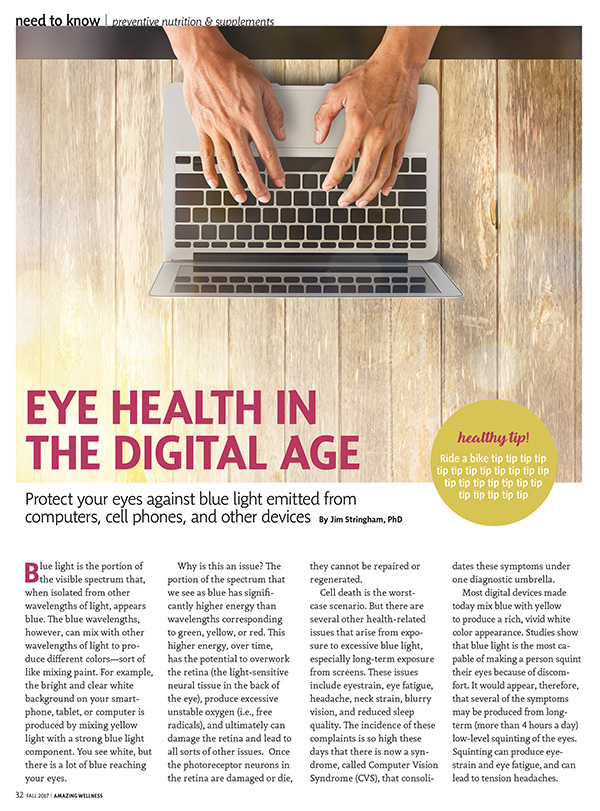 need to know | preventive nutrition & supplements
EYE HEALTH IN
THE DIGITAL AGE
healthy tip!
Ride a bike tip tip tip tip
tip tip tip tip tip tip tip tip
tip tip tip tip tip tip tip
tip tip tip tip tip
Protect your eyes against blue light emitted from
computers, cell phones, and other devices By Jim Stringham, PhD
Blue light is the portion of
the visible spectrum that,
when isolated from other
wavelengths of light, appears
blue. The blue wavelengths,
however, can mix with other
wavelengths of light to pro-
duce different colors—sort of
like mixing paint. For example,
the bright and clear white
background on your smart-
phone, tablet, or computer is
produced by mixing yellow
light with a strong blue light
component. You see white, but
there is a lot of blue reaching
your eyes.
Why is this an issue? The
portion of the spectrum that
we see as blue has signifi-
cantly higher energy than
wavelengths corresponding
to green, yellow, or red. This
higher energy, over time,
has the potential to overwork
the retina (the light-sensitive
neural tissue in the back of
the eye), produce excessive
unstable oxygen (i.e., free
radicals), and ultimately can
damage the retina and lead to
all sorts of other issues. Once
the photoreceptor neurons in
the retina are damaged or die,
they cannot be repaired or
regenerated.
Cell death is the worst-
case scenario. But there are
several other health-related
issues that arise from expo-
sure to excessive blue light,
especially long-term exposure
from screens. These issues
include eyestrain, eye fatigue,
headache, neck strain, blurry
vision, and reduced sleep
quality. The incidence of these
complaints is so high these
days that there is now a syn-
drome, called Computer Vision
Syndrome (CVS), that consoli-
dates these symptoms under
one diagnostic umbrella.
Most digital devices made
today mix blue with yellow
to produce a rich, vivid white
color appearance. Studies show
that blue light is the most ca-
pable of making a person squint
their eyes because of discom-
fort. It would appear, therefore,
that several of the symptoms
may be produced from long-
term (more than 4 hours a day)
low-level squinting of the eyes.
Squinting can produce eye-
strain and eye fatigue, and can
lead to tension headaches.
32 FALL 2017 | AMAZING WELLNESS